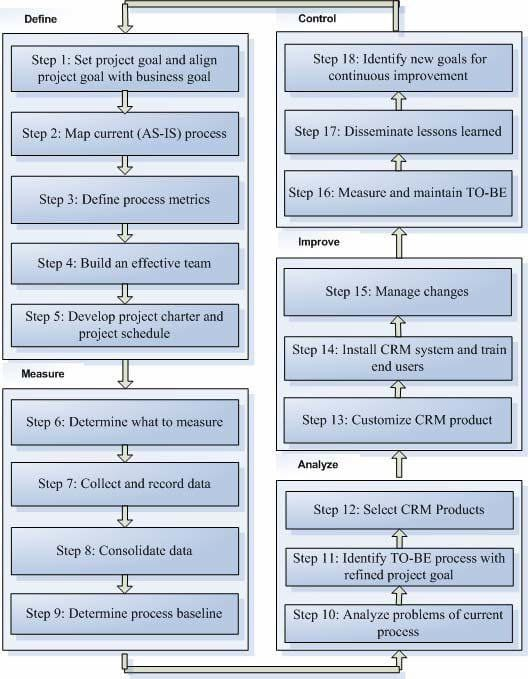 Define
Step 1: Set project goal and align
project goal with business goal
Step 2: Map current (AS-IS) process
Step 3: Define process metrics
Step 4: Build an effective team
Step 5: Develop project charter and
project schedule
Measure
Step 6: Determine what to measure
Step 7: Collect and record data
Step 8: Consolidate data
Step 9: Determine process baseline
Control
Step 18: Identify new goals for
continuous improvement
Step 17: Disseminate lessons learned
Step 16: Measure and maintain TO-BE
Improve
Step 15: Manage changes
Step 14: Install CRM system and train
end users
Step 13: Customize CRM product
Analyze
Step 12: Select CRM Products
Step 11: Identify TO-BE process with
refined project goal
Step 10: Analyze problems of current
process